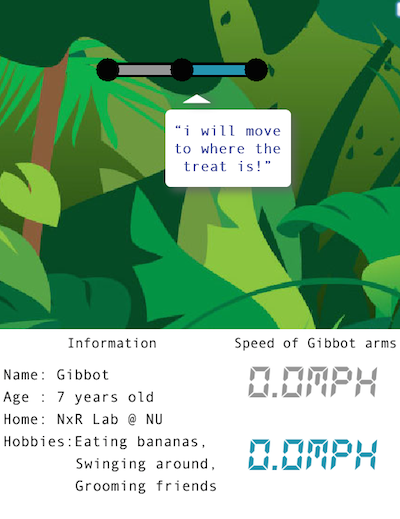 “i will move
to where the
treat is!”
Information
Name: Gibbot
Age : 7 years old
Home: NxR Lab @ NU
Hobbies:Eating bananas,
Swinging around,
Grooming friends
Speed of Gibbot arms
0.0MPH
0.0MPH